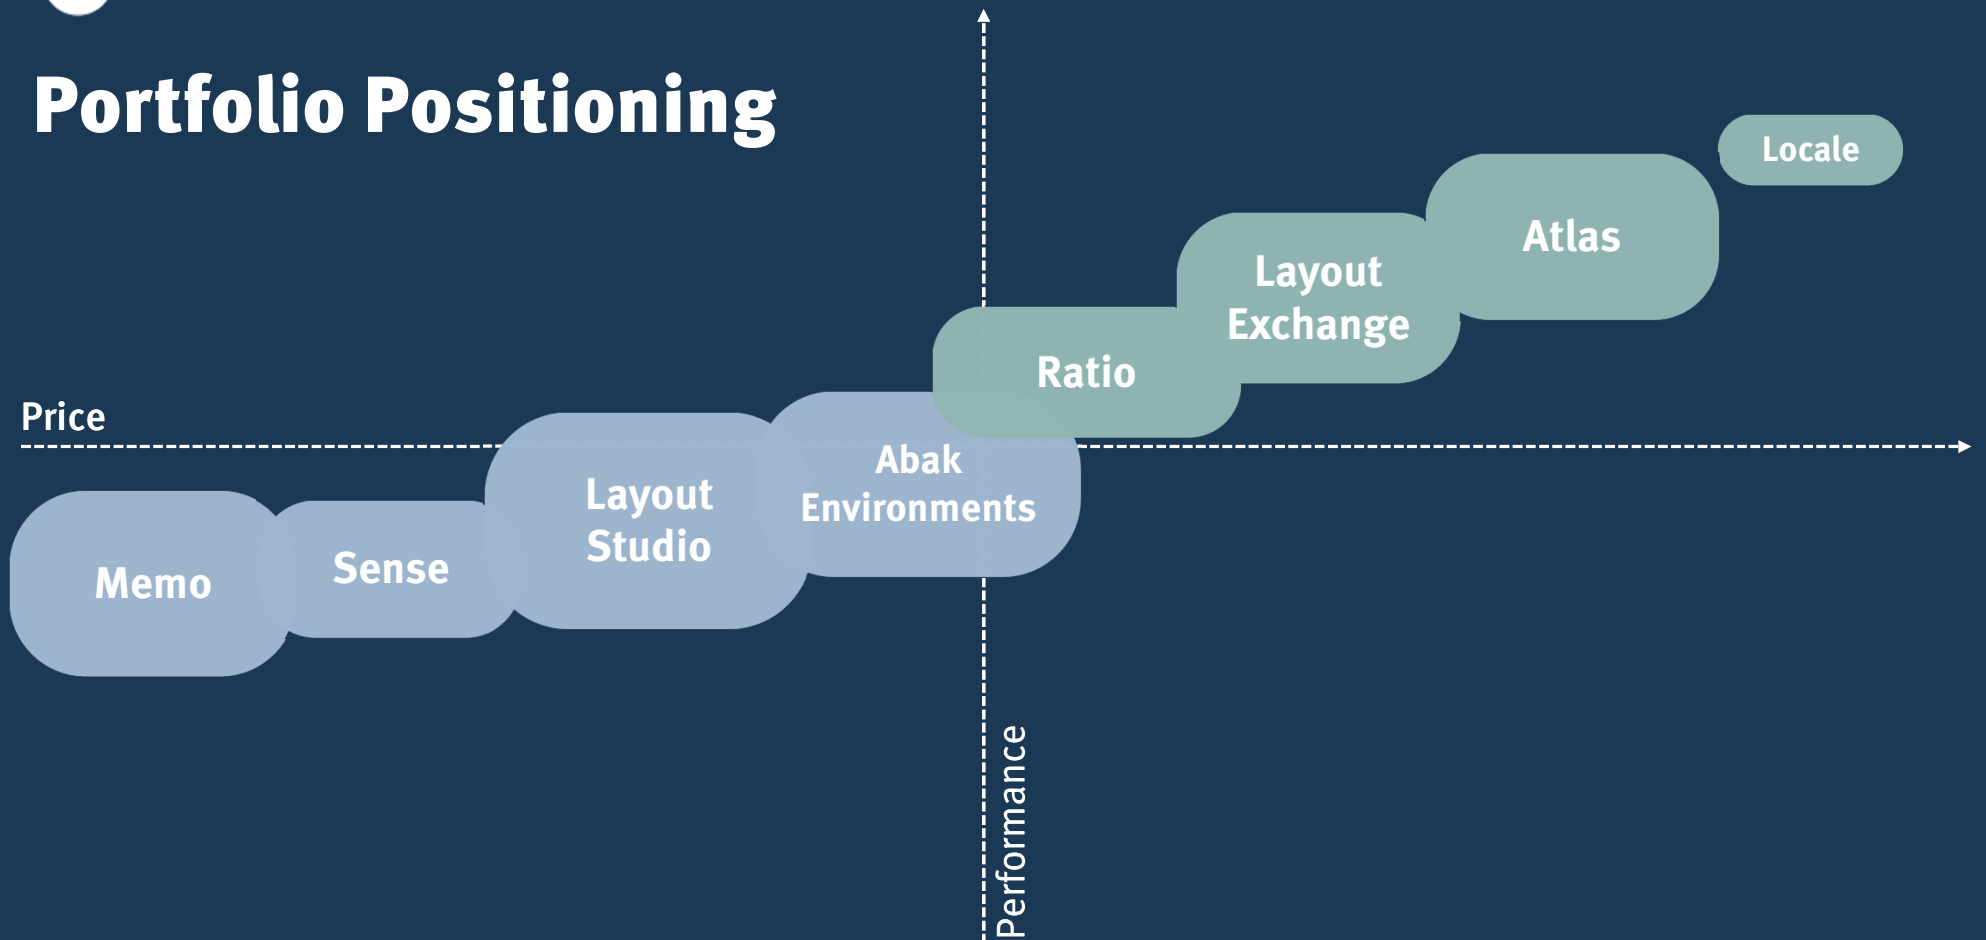 Portfolio Positioning
Locale
Atlas
Layout
Exchange
Ratio
Price
Abak
Environments
Layout
Studio
Sense
Memo
Performance